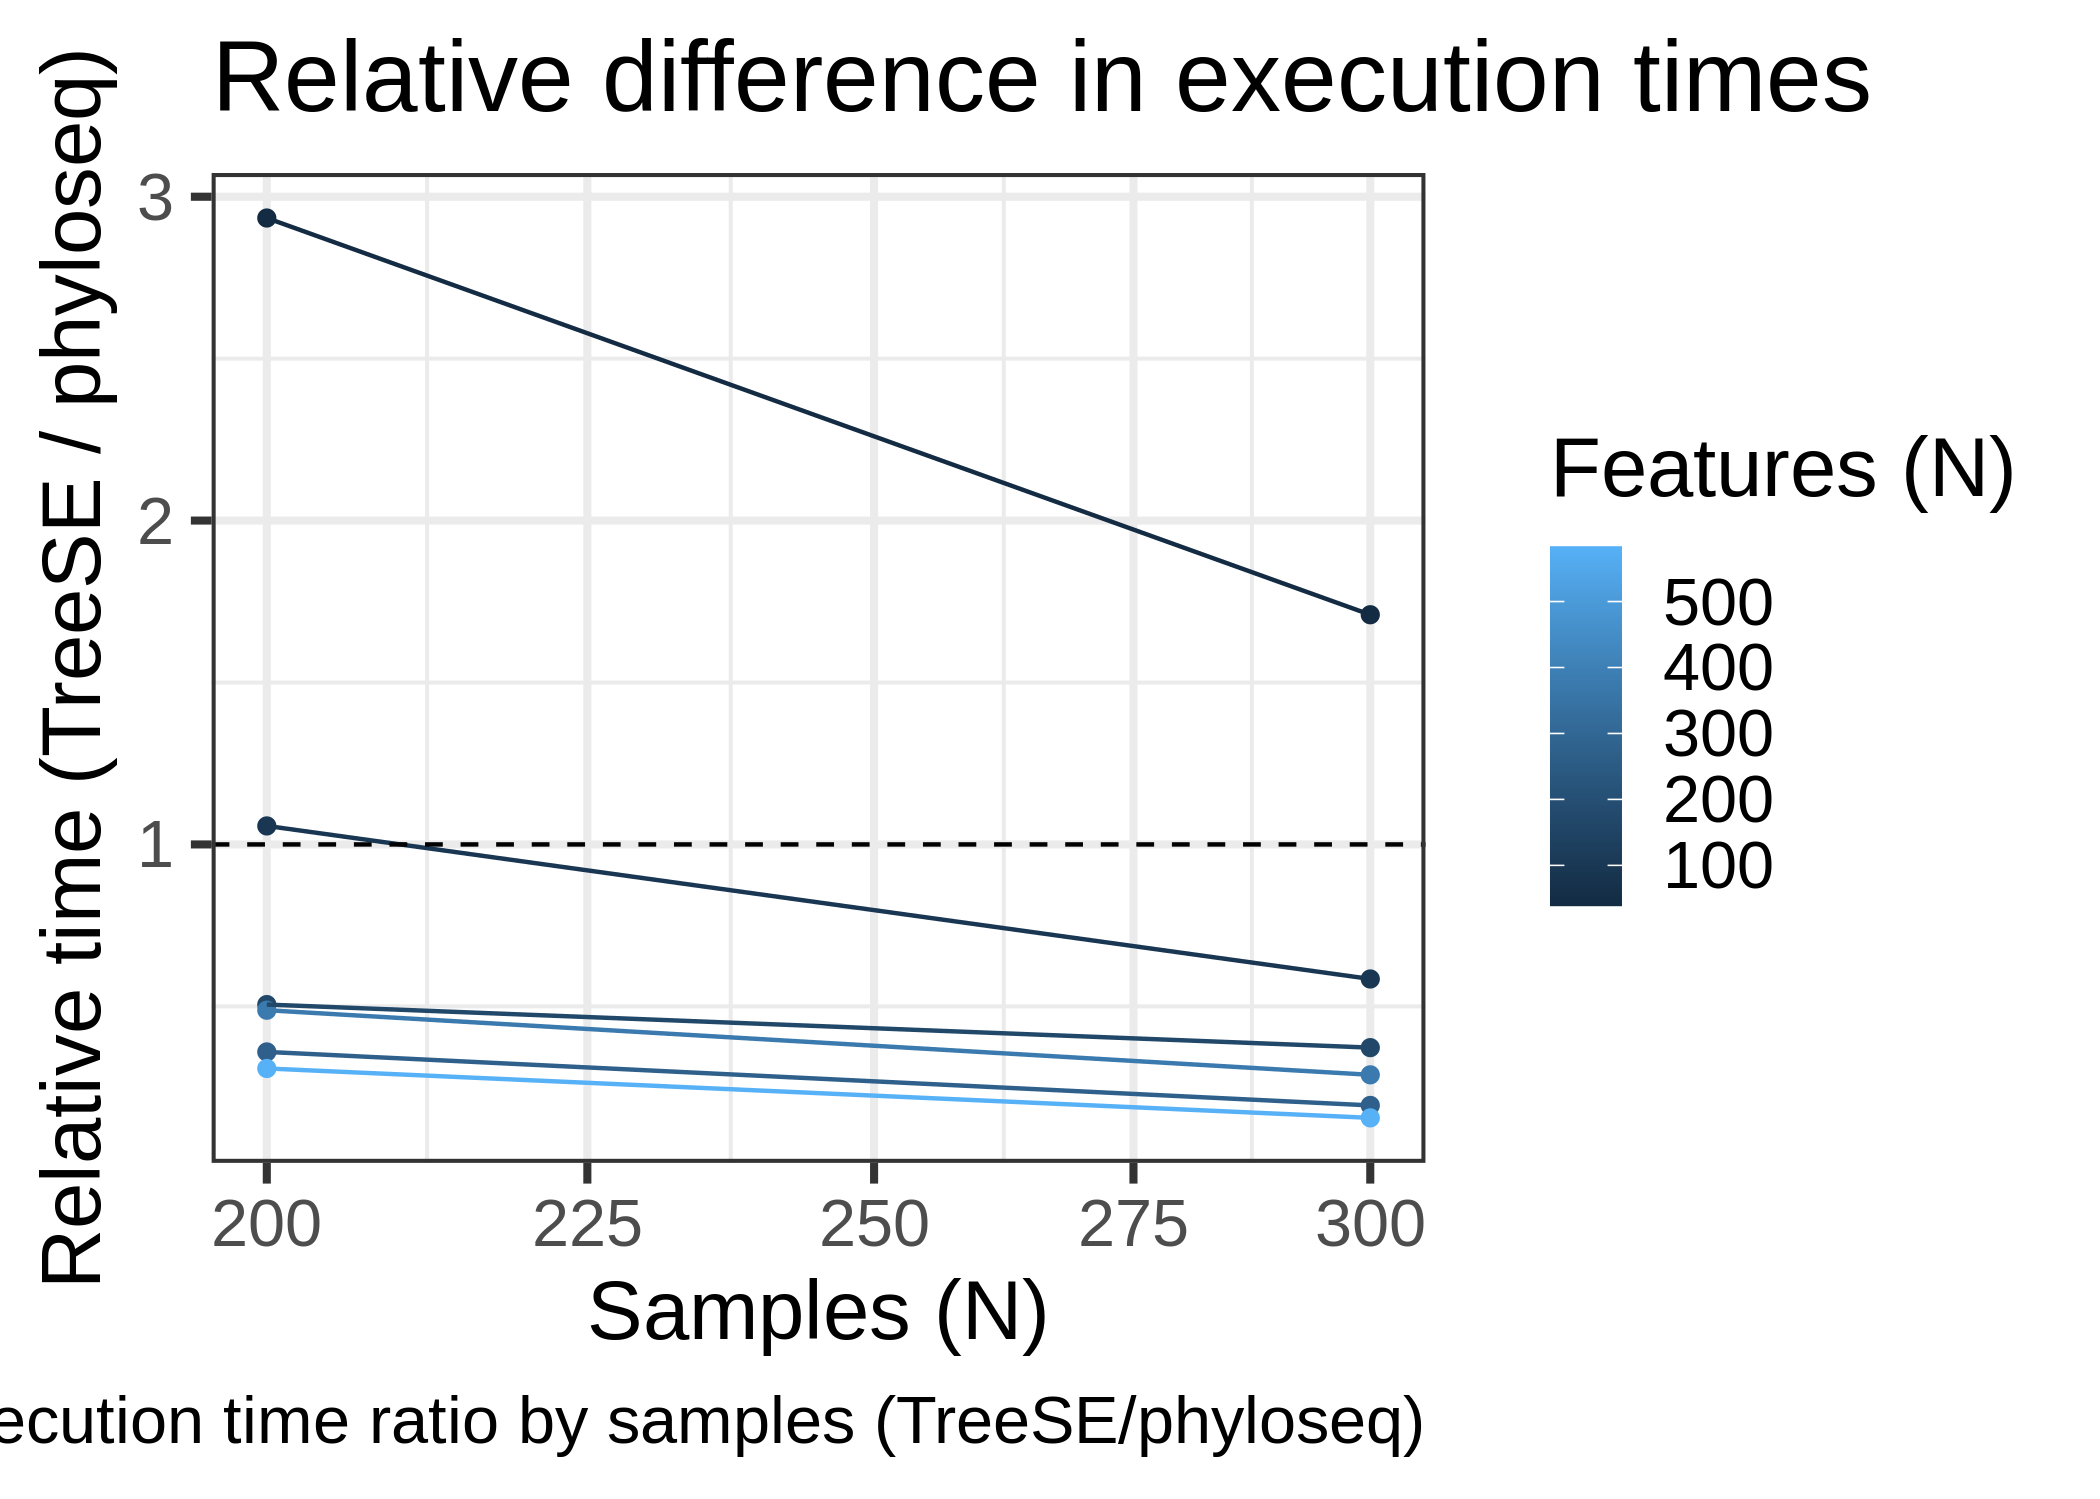 Relative difference in execution times
Relative time (TreeSE / phyloseq)
3
2
1
200 225 250 275 300
Samples (N)
Features (N)
500
400
300
200
100
time ratio by samples (TreeSE/phyloseq)